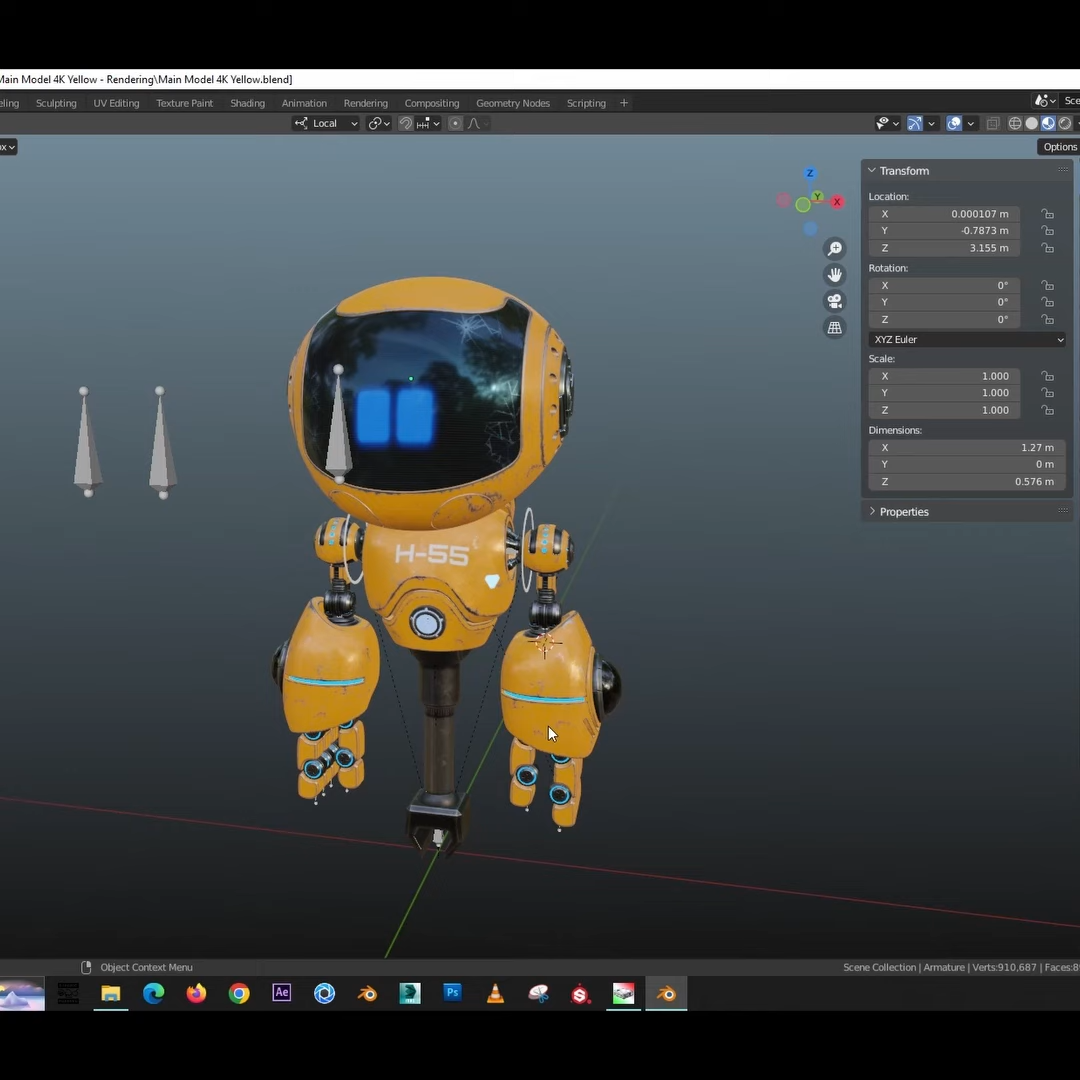 Main Model 4K Yellow - Rendering\Main Model 4K Yellow.blend]
eling Sculpting UV Editing Texture Paint Shading Animation Rendering Compositing Geometry Nodes Scripting + Sce
Local
ox Options
Transform
Z
Y
X
Location:
X 0.000107 m
Y -0.7873 m
Z 3.155 m
Rotation:
X 0°
Y 0°
Z 0°
XYZ Euler
Scale:
X 1.000
Y 1.000
Z 1.000
Dimensions:
X 1.27 m
Y 0 m
Z 0.576 m
Properties
H-55
Object Context Menu
Scene Collection | Armature | Verts:910,687 | Faces:8
Ae
Ps
S